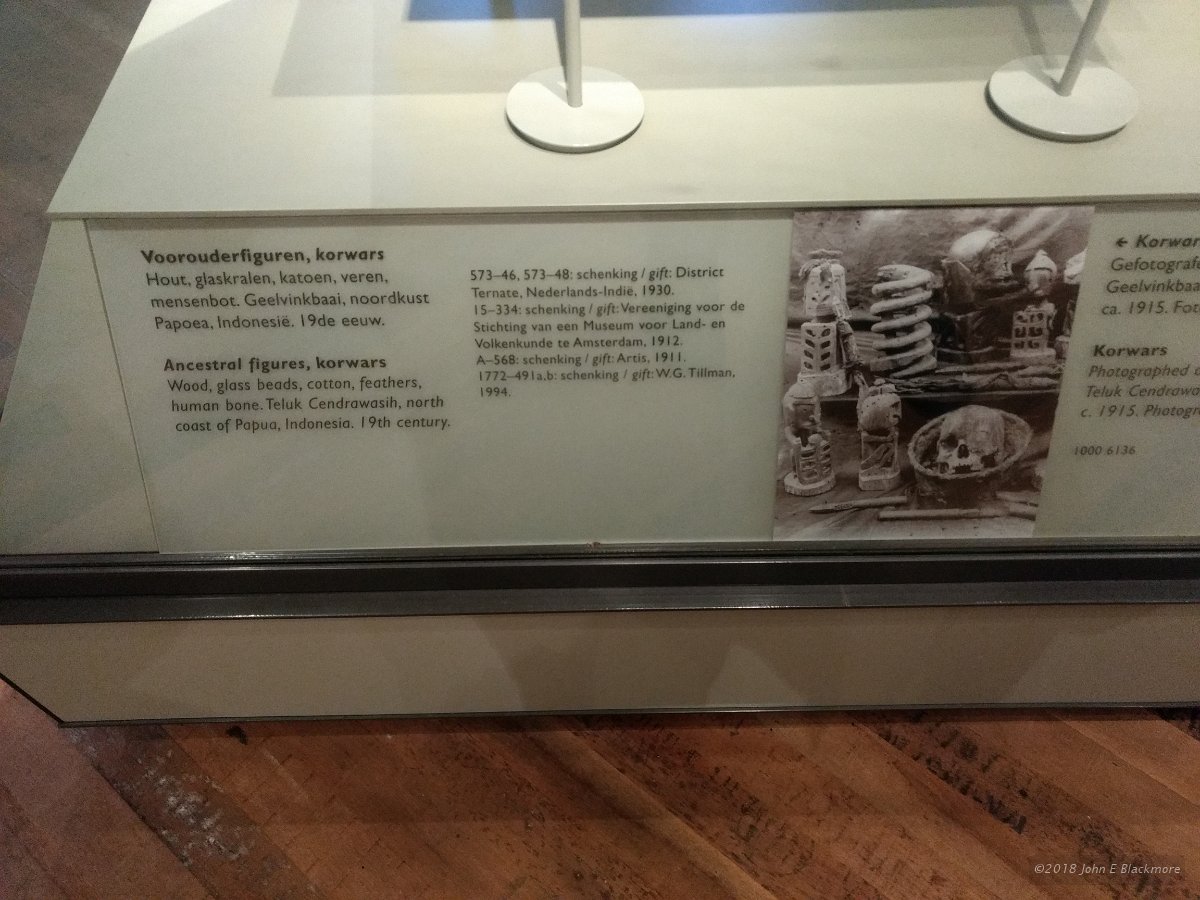 Voorouderfiguren, korwars
Hout, glaskralen, katoen, veren,
mensenbot. Geelvinkbaai, noordkust
Papoea, Indonesië. 19de eeuw.
Ancestral figures, korwars
Wood, glass beads, cotton, feathers,
human bone. Teluk Cendrawasih, north
coast of Papua, Indonesia. 19th century.
573–46, 573–48: schenking / gift: District
Ternate, Nederlands-Indië, 1930.
15–334: schenking / gift: Vereeniging voor de
Stichting van een Museum voor Land- en
Volkenkunde te Amsterdam, 1912.
A–568: schenking / gift: Artis, 1911.
1772–491a,b: schenking / gift: W.G. Tillman,
1994.
← Korwar
Gefotografe
Geelvinkbaa
ca. 1915. Fot
Korwars
Photographed
Teluk Cendrawa
c. 1915. Photogr
1000 6136
©2018 John E Blackmore